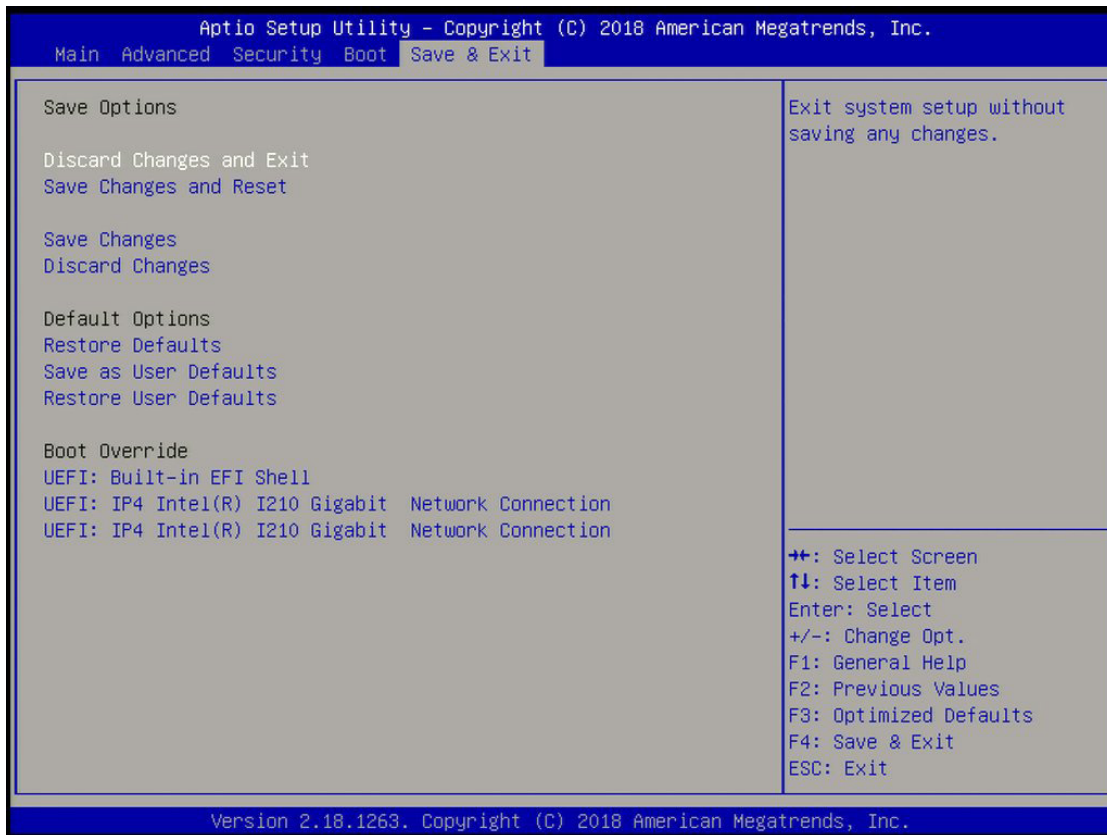 Aptio Setup Utility – Copyright (C) 2018 American Megatrends, Inc.
Main Advanced Security Boot Save & Exit
Save Options
Discard Changes and Exit
Save Changes and Reset
Save Changes
Discard Changes
Default Options
Restore Defaults
Save as User Defaults
Restore User Defaults
Boot Override
UEFI: Built-in EFI Shell
UEFI: IP4 Intel(R) I210 Gigabit  Network Connection
UEFI: IP4 Intel(R) I210 Gigabit  Network Connection
Exit system setup without
saving any changes.
→←: Select Screen
↑↓: Select Item
Enter: Select
+/-: Change Opt.
F1: General Help
F2: Previous Values
F3: Optimized Defaults
F4: Save & Exit
ESC: Exit
Version 2.18.1263. Copyright (C) 2018 American Megatrends, Inc.